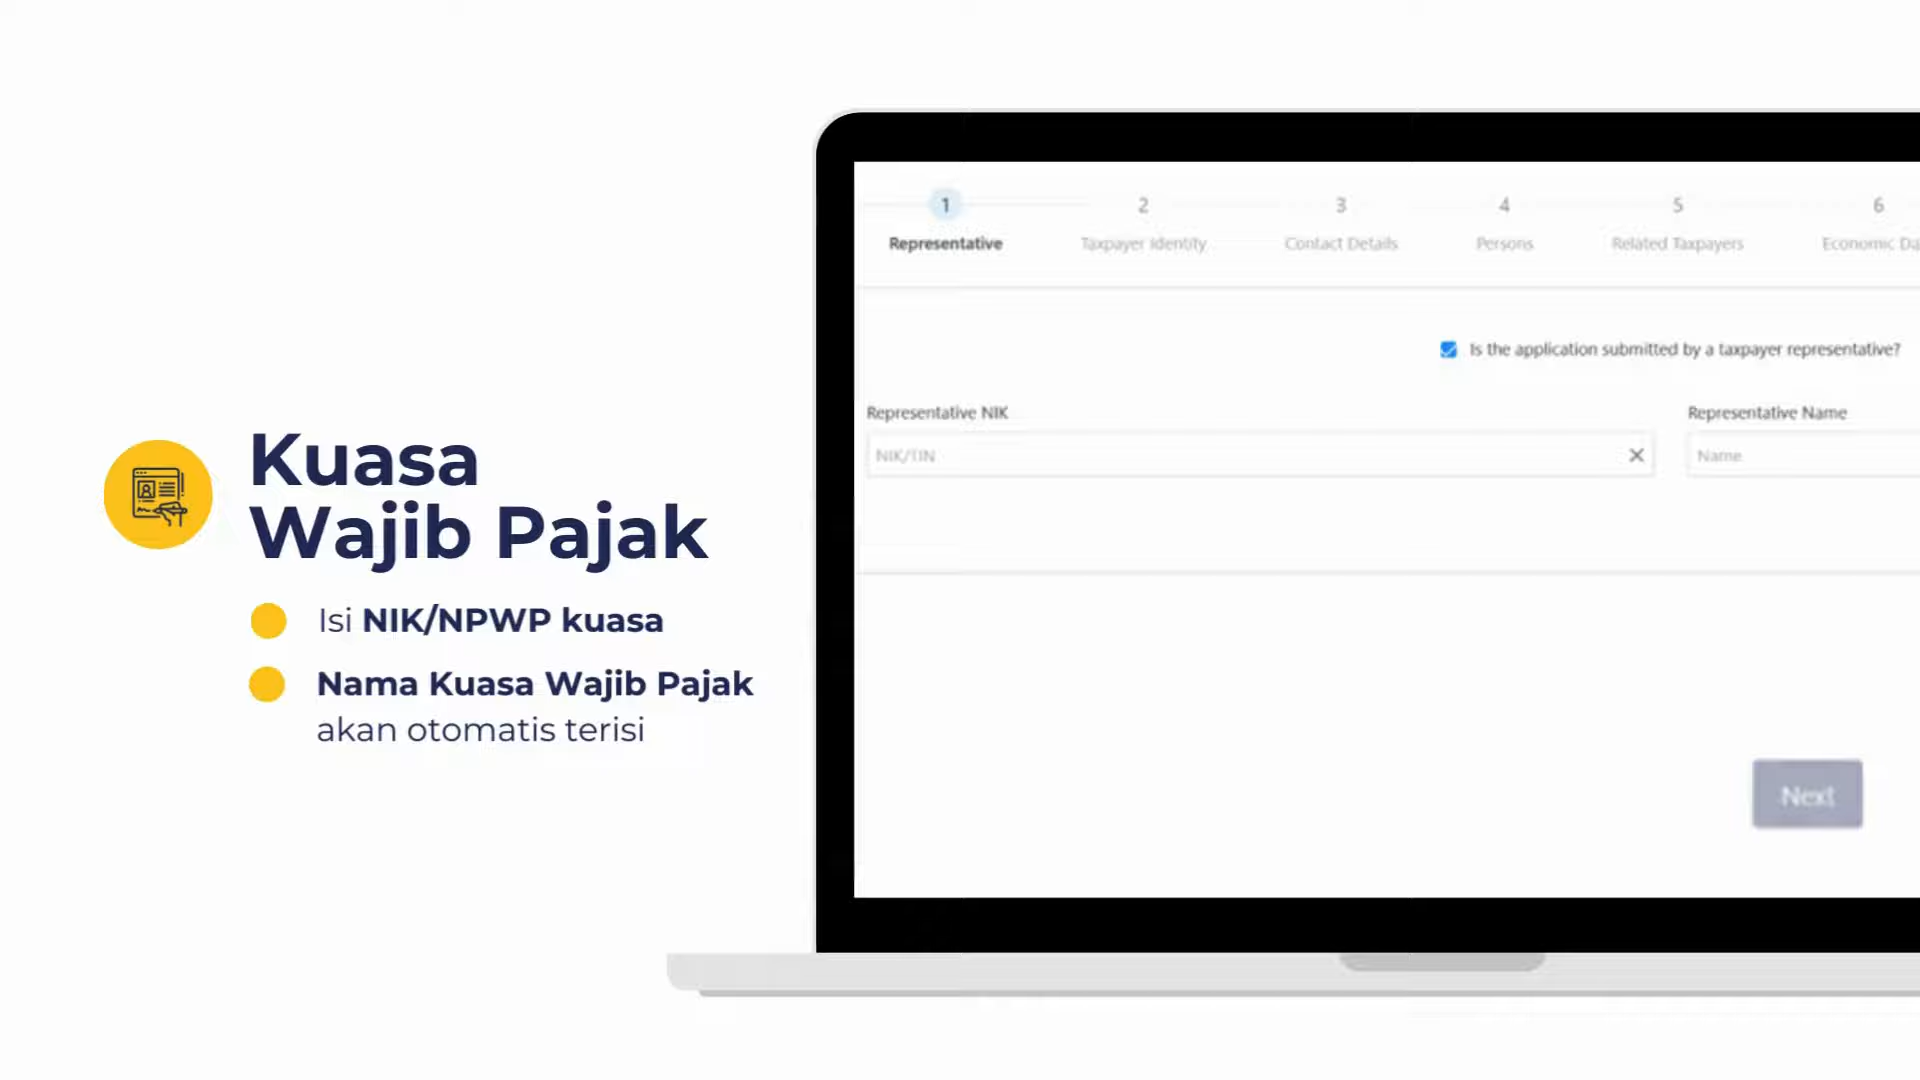 Kuasa
Wajib Pajak
Isi NIK/NPWP kuasa
Nama Kuasa Wajib Pajak
akan otomatis terisi
1 2 3 4 5 6
Representative Taxpayer Identity Contact Details Persons Related Taxpayers Economic Da
Is the application submitted by a taxpayer representative?
Representative NIK Representative Name
NIK/TIN Name
Next